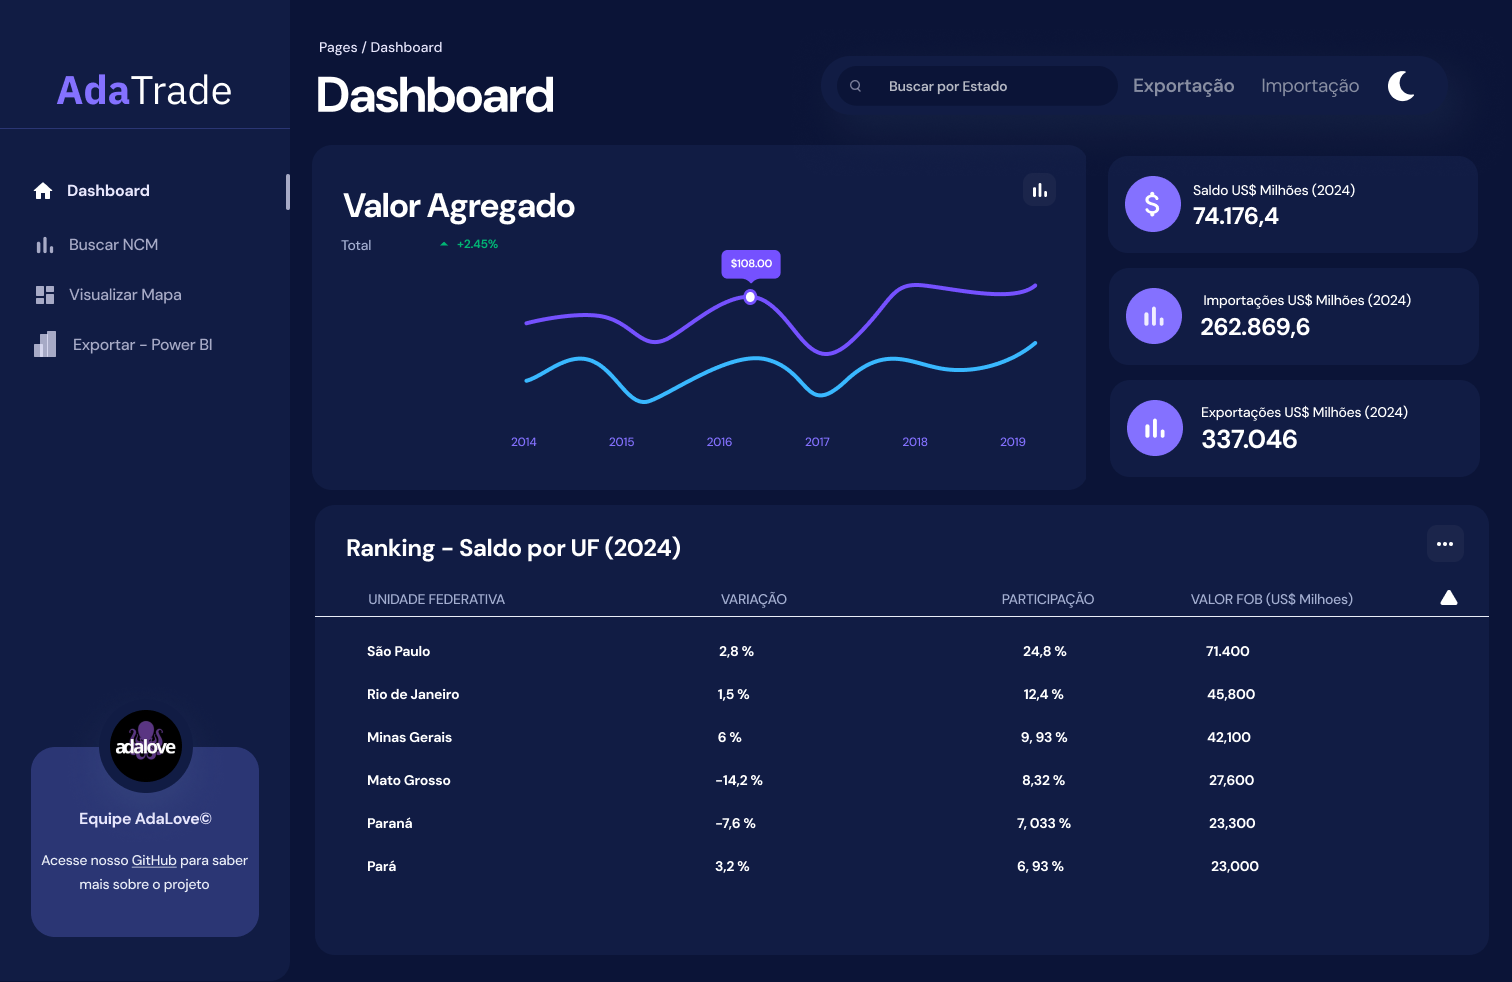 AdaTrade
Dashboard
Buscar NCM
Visualizar Mapa
Exportar - Power BI
adalove
Equipe AdaLove©
Acesse nosso GitHub para saber
mais sobre o projeto
Pages / Dashboard
Dashboard
Buscar por Estado
Exportação
Importação
Valor Agregado
Total
+2.45%
$108.00
2014 2015 2016 2017 2018 2019
$
Saldo US$ Milhões (2024)
74.176,4
Importações US$ Milhões (2024)
262.869,6
Exportações US$ Milhões (2024)
337.046
Ranking - Saldo por UF (2024)
UNIDADE FEDERATIVA VARIAÇÃO PARTICIPAÇÃO VALOR FOB (US$ Milhoes)
São Paulo 2,8 % 24,8 % 71.400
Rio de Janeiro 1,5 % 12,4 % 45,800
Minas Gerais 6 % 9, 93 % 42,100
Mato Grosso -14,2 % 8,32 % 27,600
Paraná -7,6 % 7, 033 % 23,300
Pará 3,2 % 6, 93 % 23,000